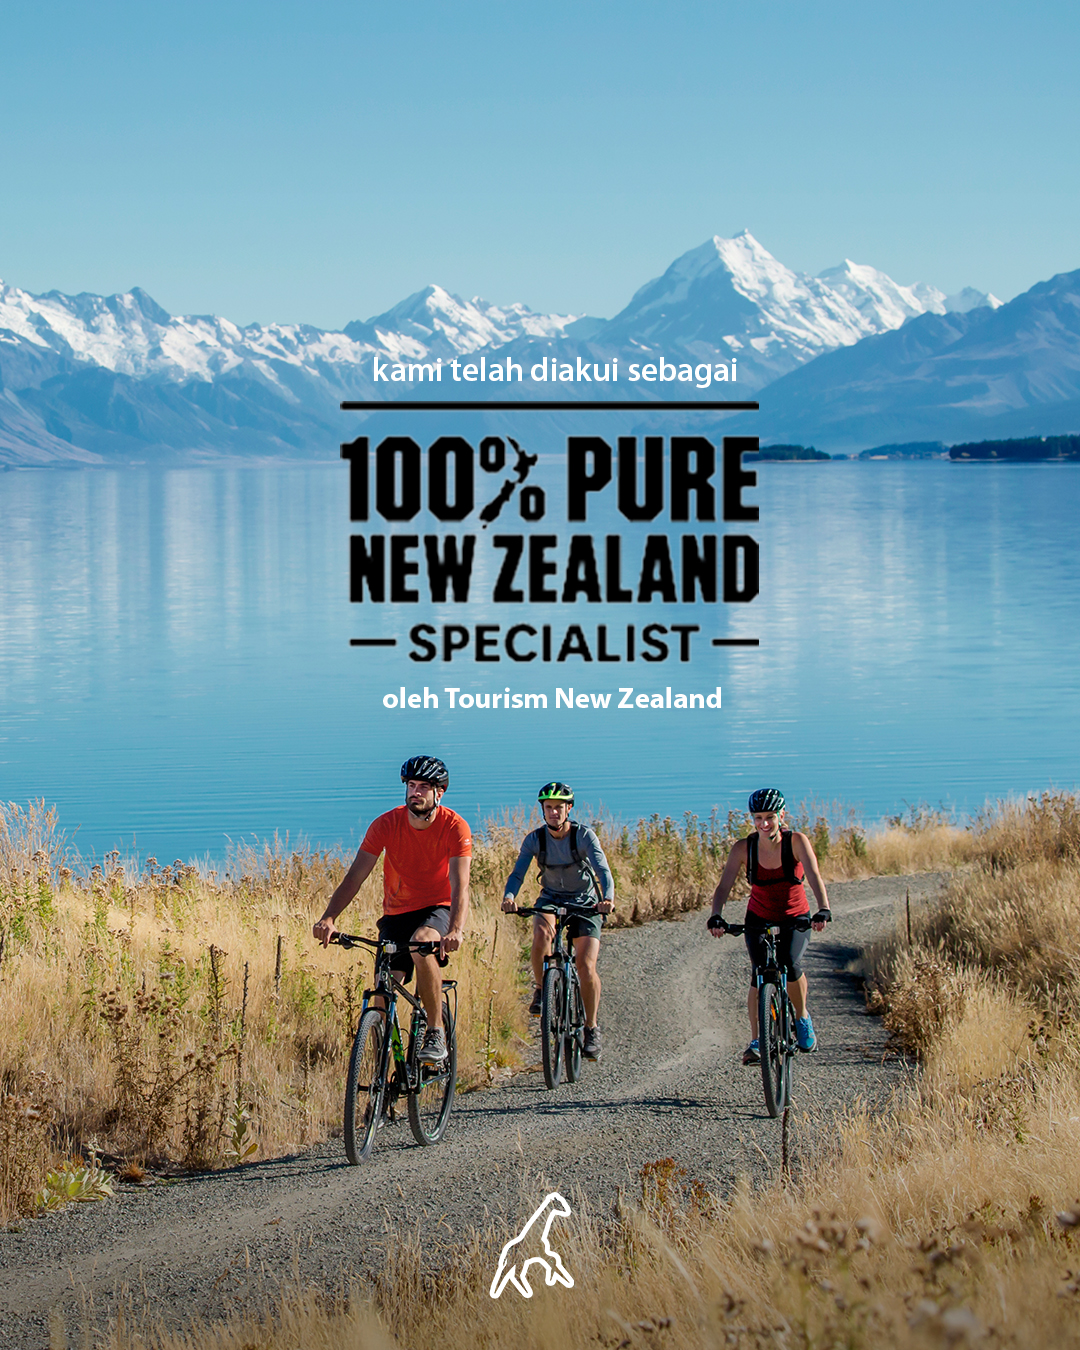 kami telah diakui sebagai
100% PURE
NEW ZEALAND
SPECIALIST
oleh Tourism New Zealand